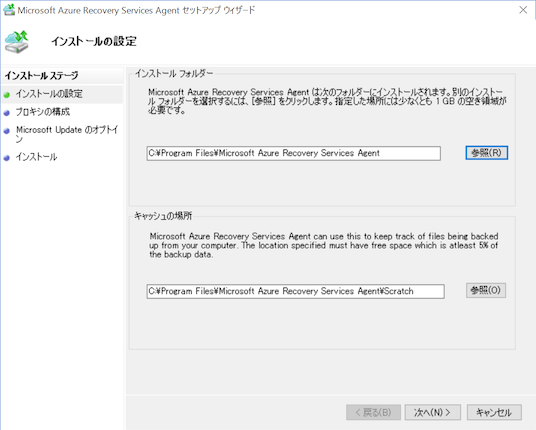 Microsoft Azure Recovery Services Agent セットアップ ウィザード
インストールの設定
インストール ステージ
インストールの設定
プロキシの構成
Microsoft Update のオプトイ
ン
インストール
インストール フォルダー
Microsoft Azure Recovery Services Agent は次のフォルダーにインストールされます。別のインストー
ル フォルダーを選択するには、[参照] をクリックします。指定した場所には少なくとも 1 GB の空き領域が
必要です。
C:¥Program Files¥Microsoft Azure Recovery Services Agent
参照(R)
キャッシュの場所
Microsoft Azure Recovery Services Agent can use this to keep track of files being backed
up from your computer. The location specified must have free space which is atleast 5% of
the backup data.
C:¥Program Files¥Microsoft Azure Recovery Services Agent¥Scratch
参照(O)
< 戻る(B)
次へ(N) >
キャンセル